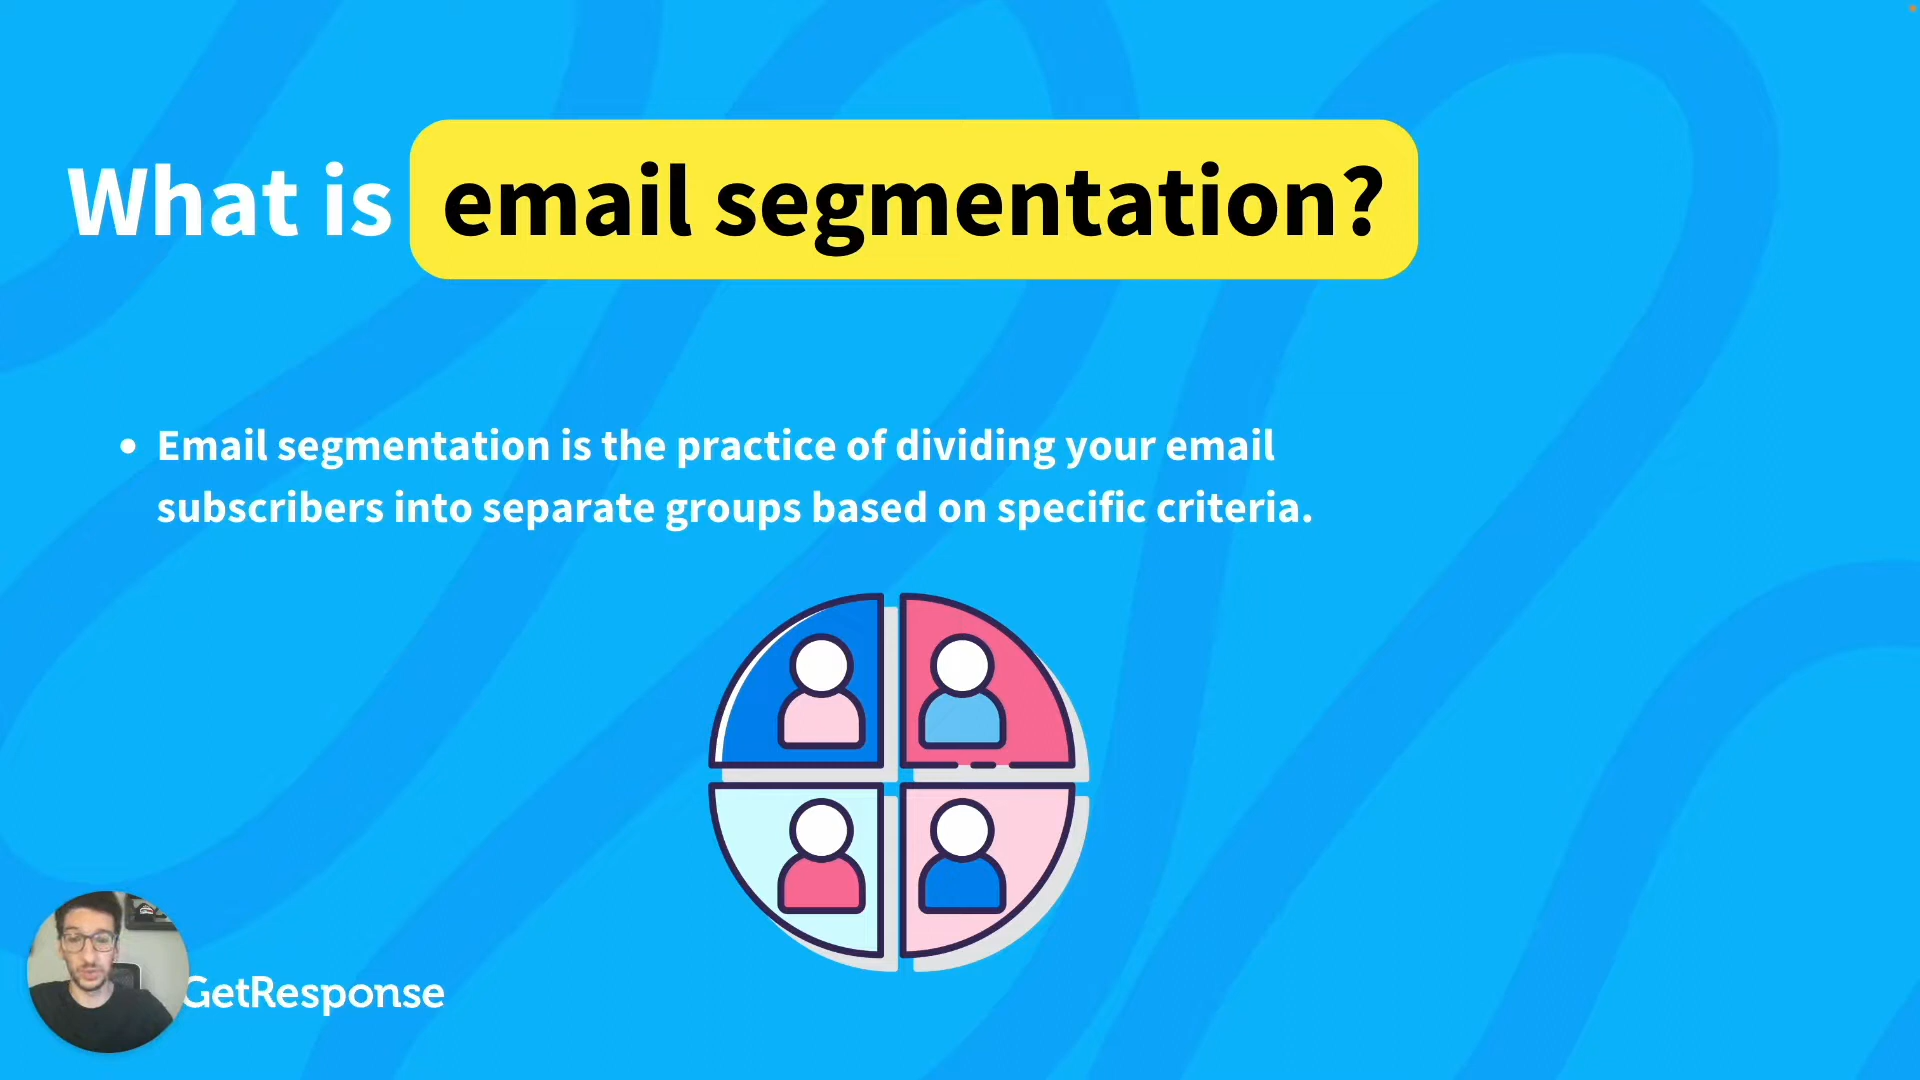 What is email segmentation?
• Email segmentation is the practice of dividing your email
subscribers into separate groups based on specific criteria.
GetResponse